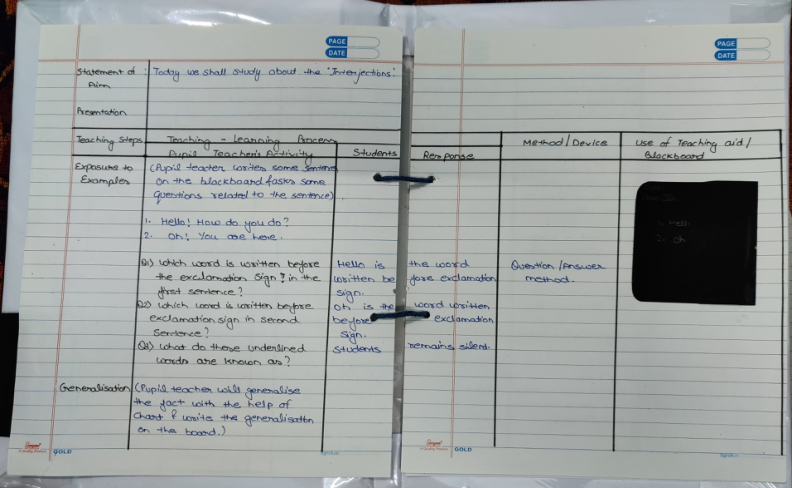 PAGE
DATE
PAGE
DATE
Statement of : Today we shall study about the 'Interjections'
Aim
Presentation
Teaching Steps Teaching - Learning Process Method/Device Use of Teaching aid/
Pupil Teacher's Activity Students Response Blackboard
Exposure to (Pupil teacher writes some sentence
Examples on the blackboard & asks some
questions related to the sentence)
1. Hello! How do you do? 1. Hello
2. Oh! You are here. 2. Oh
Q1) Which word is written before Hello is the word Question/Answer
the exclamation sign ? in the written before exclamation method.
first sentence? sign.
Q2) Which word is written before Oh is the word written
exclamation sign in second before exclamation
sentence? sign.
Q3) What do these underlined students remains silent.
words are known as?
Generalisation (Pupil teacher will generalise
the fact with the help of
chart & write the generalisation
on the board.)
GOLD
GOLD